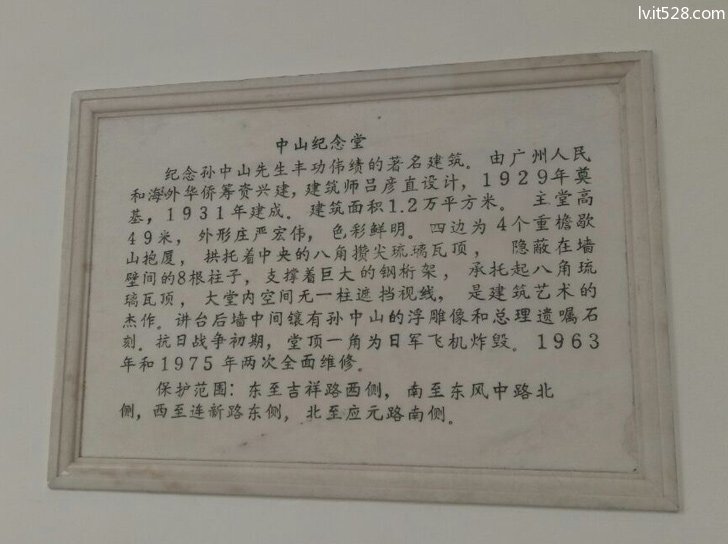 lvit528.com
中山纪念堂
纪念孙中山先生丰功伟绩的著名建筑。由广州人民
和海外华侨筹资兴建，建筑师吕彦直设计，1929年奠
基，1931年建成。建筑面积1.2万平方米。主堂高
49米，外形庄严宏伟，色彩鲜明。四边为4个重檐歇
山抱厦，拱托着中央的八角攒尖琉璃瓦顶，隐蔽在墙
壁间的8根柱子，支撑着巨大的钢桁架，承托起八角琉
璃瓦顶，大堂内空间无一柱遮挡视线，是建筑艺术的
杰作。讲台后墙中间镶有孙中山的浮雕像和总理遗嘱石
刻。抗日战争初期，堂顶一角为日军飞机炸毁。1963
年和1975年两次全面维修。
保护范围：东至吉祥路西侧，南至东风中路北
侧，西至连新路东侧，北至应元路南侧。